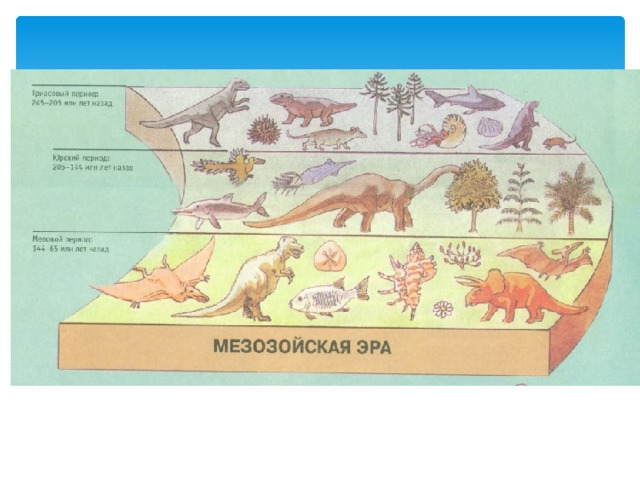 Триасовый период:
245–205 млн лет назад
Юрский период:
205–144 млн лет назад
Меловой период:
144–65 млн лет назад
МЕЗОЗОЙСКАЯ ЭРА